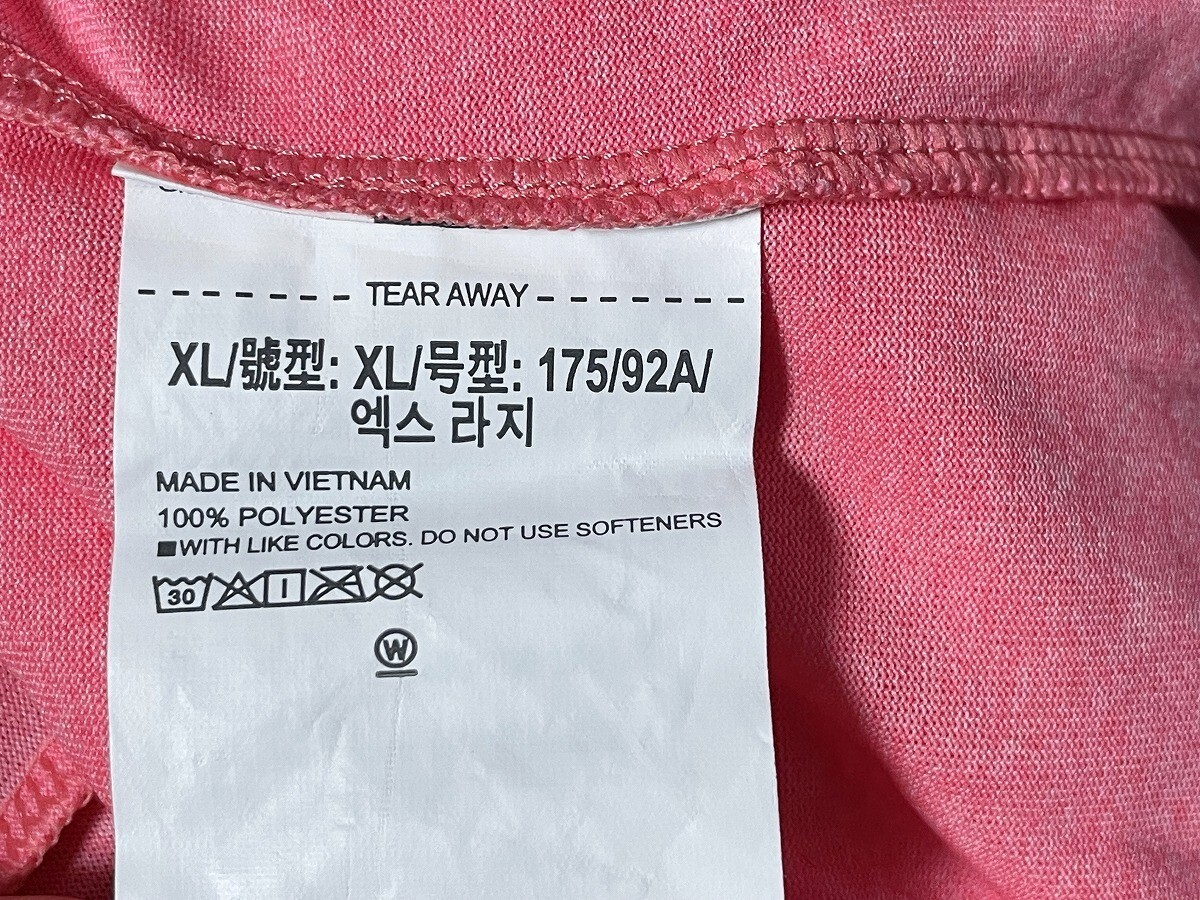 TEAR AWAY
XL/號型: XL/号型: 175/92A/
엑스 라지
MADE IN VIETNAM
100% POLYESTER
■WITH LIKE COLORS. DO NOT USE SOFTENERS
30
W